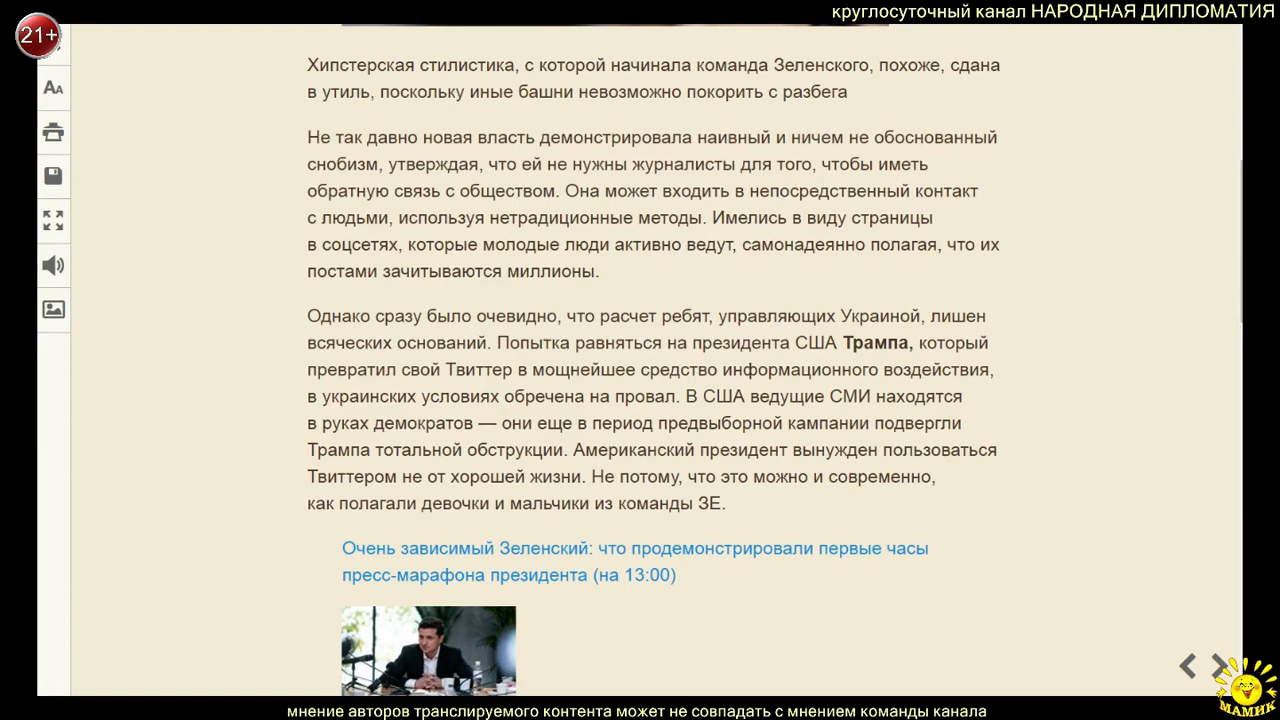 круглосуточный канал НАРОДНАЯ ДИПЛОМАТИЯ
21+
Хипстерская стилистика, с которой начинала команда Зеленского, похоже, сдана
в утиль, поскольку иные башни невозможно покорить с разбега
Не так давно новая власть демонстрировала наивный и ничем не обоснованный
снобизм, утверждая, что ей не нужны журналисты для того, чтобы иметь
обратную связь с обществом. Она может входить в непосредственный контакт
с людьми, используя нетрадиционные методы. Имелись в виду страницы
в соцсетях, которые молодые люди активно ведут, самонадеянно полагая, что их
постами зачитываются миллионы.
Однако сразу было очевидно, что расчет ребят, управляющих Украиной, лишен
всяческих оснований. Попытка равняться на президента США Трампа, который
превратил свой Твиттер в мощнейшее средство информационного воздействия,
в украинских условиях обречена на провал. В США ведущие СМИ находятся
в руках демократов — они еще в период предвыборной кампании подвергли
Трампа тотальной обструкции. Американский президент вынужден пользоваться
Твиттером не от хорошей жизни. Не потому, что это можно и современно,
как полагали девочки и мальчики из команды ЗЕ.
Очень зависимый Зеленский: что продемонстрировали первые часы
пресс-марафона президента (на 13:00)
МАМИК
мнение авторов транслируемого контента может не совпадать с мнением команды канала